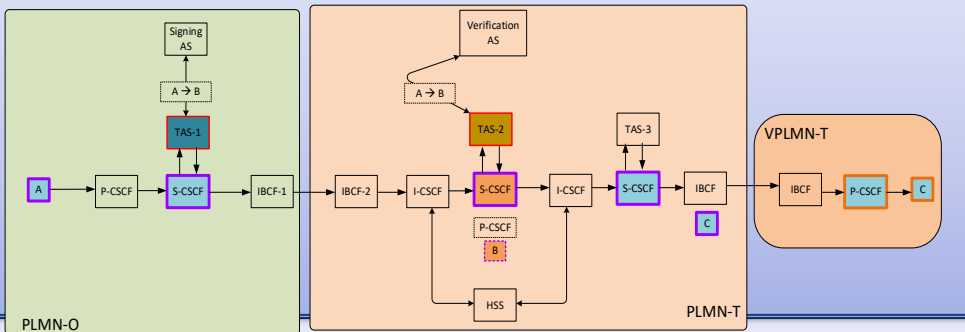 Signing
AS
A → B
TAS-1
A
P-CSCF
S-CSCF
IBCF-1
PLMN-O
Verification
AS
A → B
TAS-2
TAS-3
IBCF-2
I-CSCF
S-CSCF
I-CSCF
S-CSCF
IBCF
P-CSCF
B
C
HSS
PLMN-T
VPLMN-T
IBCF
P-CSCF
C